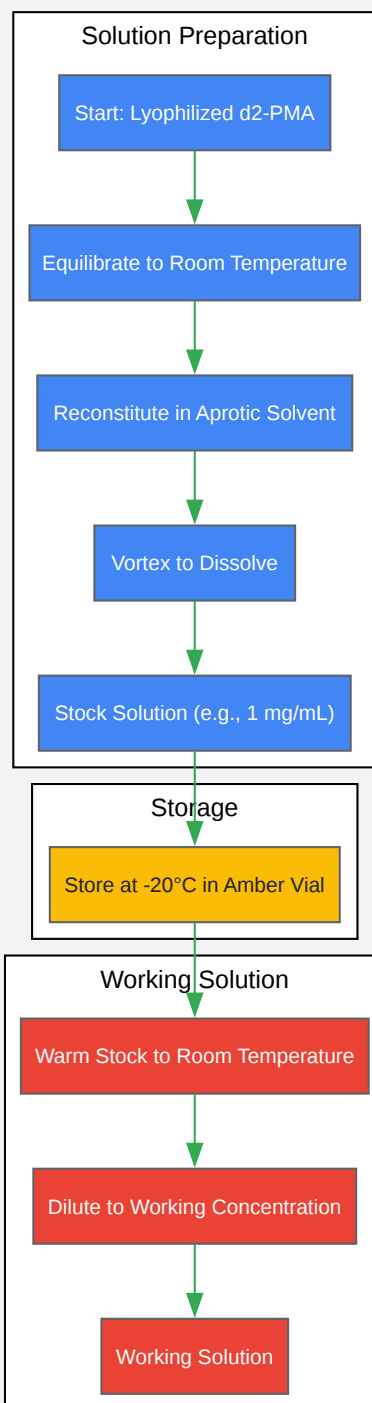 Solution Preparation
Start: Lyophilized d2-PMA
Equilibrate to Room Temperature
Reconstitute in Aprotic Solvent
Vortex to Dissolve
Stock Solution (e.g., 1 mg/mL)
Storage
Store at -20°C in Amber Vial
Working Solution
Warm Stock to Room Temperature
Dilute to Working Concentration
Working Solution